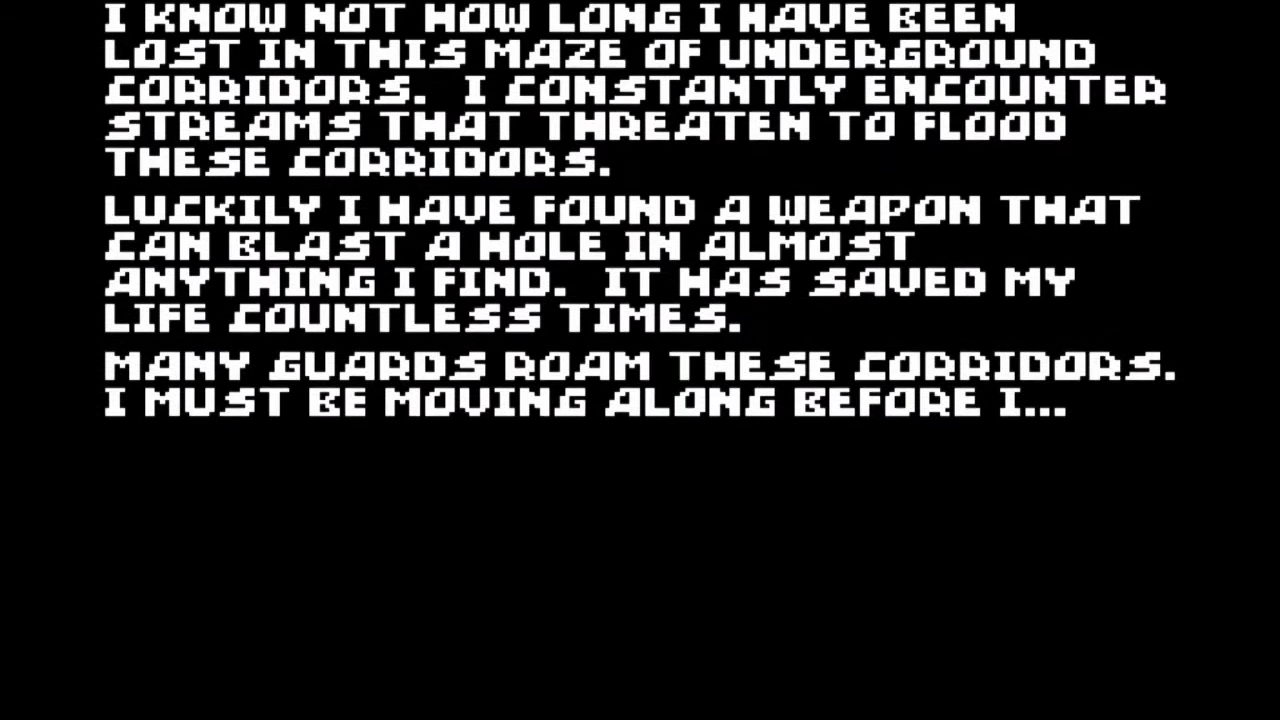 I KNOW NOT HOW LONG I HAVE BEEN
LOST IN THIS MAZE OF UNDERGROUND
CORRIDORS.  I CONSTANTLY ENCOUNTER
STREAMS THAT THREATEN TO FLOOD
THESE CORRIDORS.
LUCKILY I HAVE FOUND A WEAPON THAT
CAN BLAST A HOLE IN ALMOST
ANYTHING I FIND.  IT HAS SAVED MY
LIFE COUNTLESS TIMES.
MANY GUARDS ROAM THESE CORRIDORS.
I MUST BE MOVING ALONG BEFORE I...